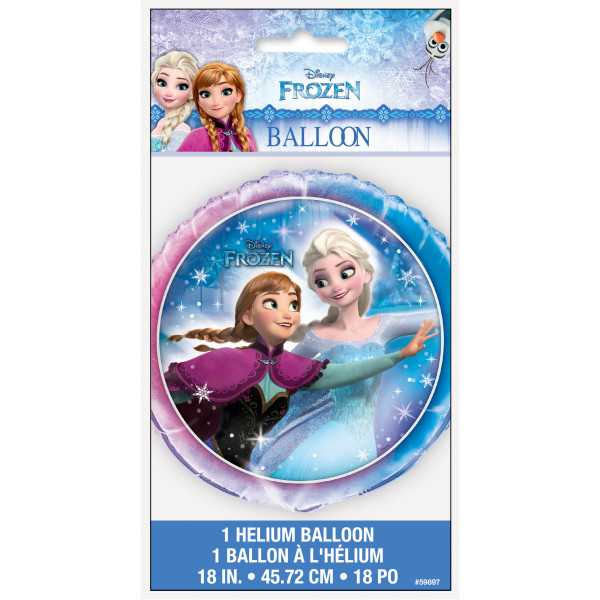 Disney
FROZEN
BALLOON
Disney
FROZEN
1 HELIUM BALLOON
1 BALLON À L'HÉLIUM
18 IN. • 45.72 CM • 18 PO
#59897